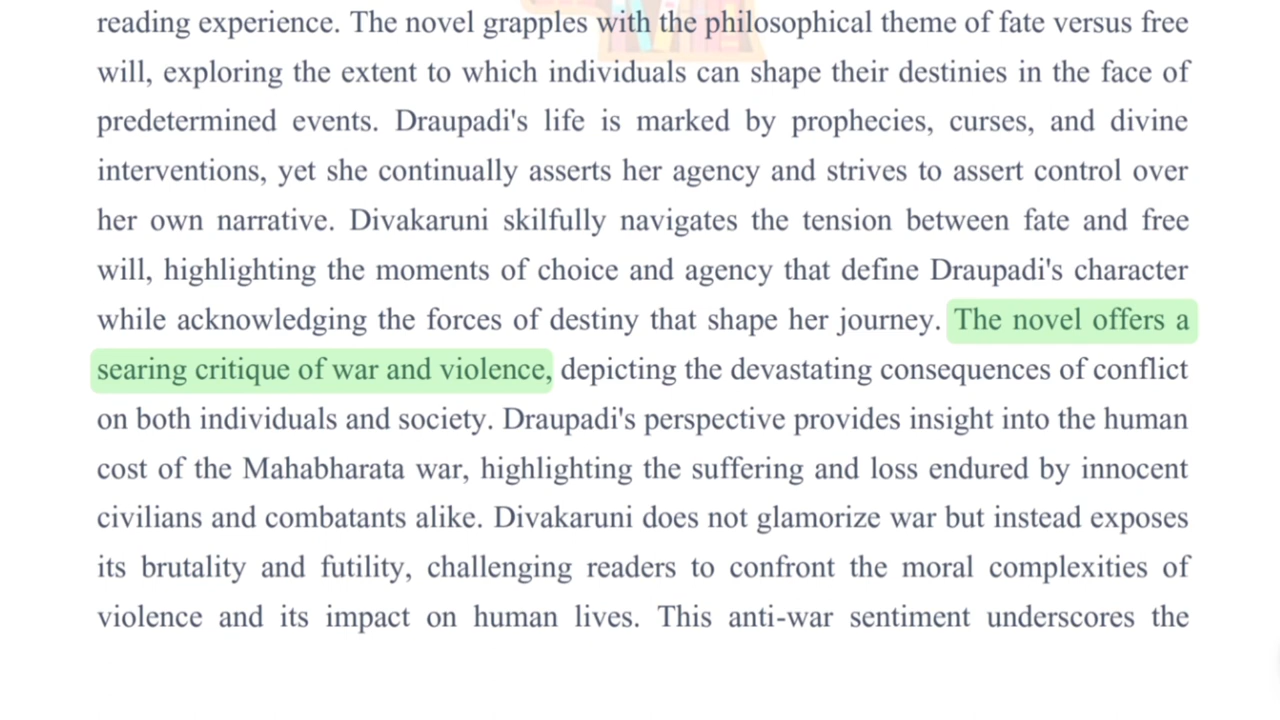 reading experience. The novel grapples with the philosophical theme of fate versus free
will, exploring the extent to which individuals can shape their destinies in the face of
predetermined events. Draupadi's life is marked by prophecies, curses, and divine
interventions, yet she continually asserts her agency and strives to assert control over
her own narrative. Divakaruni skilfully navigates the tension between fate and free
will, highlighting the moments of choice and agency that define Draupadi's character
while acknowledging the forces of destiny that shape her journey. The novel offers a
searing critique of war and violence, depicting the devastating consequences of conflict
on both individuals and society. Draupadi's perspective provides insight into the human
cost of the Mahabharata war, highlighting the suffering and loss endured by innocent
civilians and combatants alike. Divakaruni does not glamorize war but instead exposes
its brutality and futility, challenging readers to confront the moral complexities of
violence and its impact on human lives. This anti-war sentiment underscores the